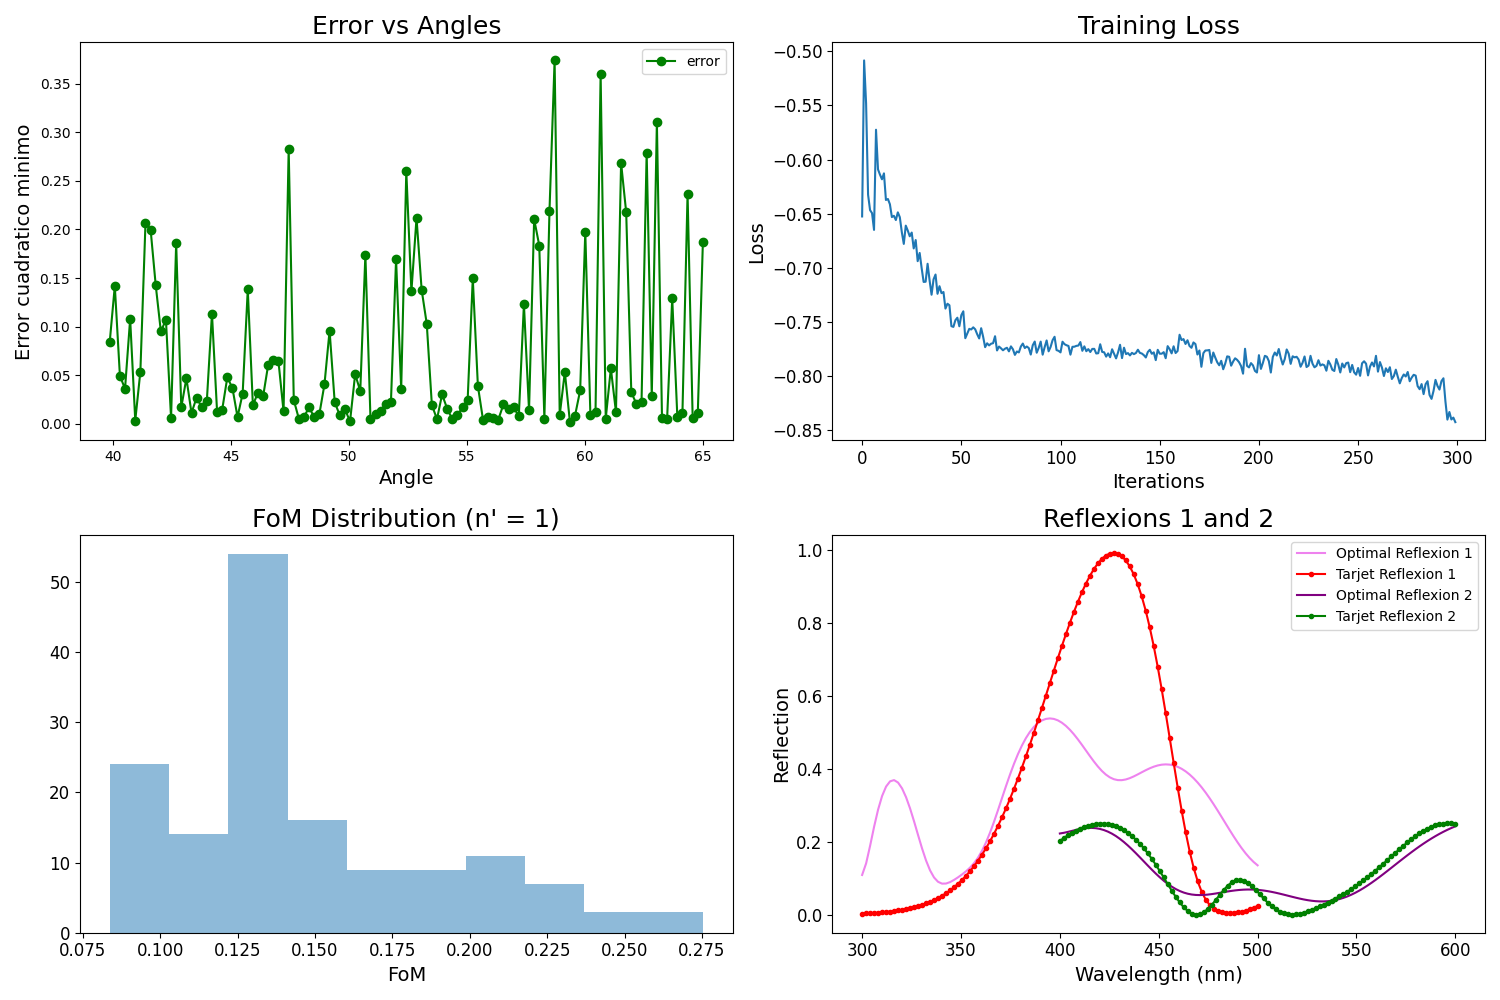 Error vs Angles
Error cuadratico minimo
0.35
0.30
0.25
0.20
0.15
0.10
0.05
0.00
error
40 45 50 55 60 65
Angle
Training Loss
Loss
−0.50
−0.55
−0.60
−0.65
−0.70
−0.75
−0.80
−0.85
0 50 100 150 200 250 300
Iterations
FoM Distribution (n' = 1)
50
40
30
20
10
0
0.075 0.100 0.125 0.150 0.175 0.200 0.225 0.250 0.275
FoM
Reflexions 1 and 2
Reflection
1.0
0.8
0.6
0.4
0.2
0.0
Optimal Reflexion 1
Tarjet Reflexion 1
Optimal Reflexion 2
Tarjet Reflexion 2
300 350 400 450 500 550 600
Wavelength (nm)